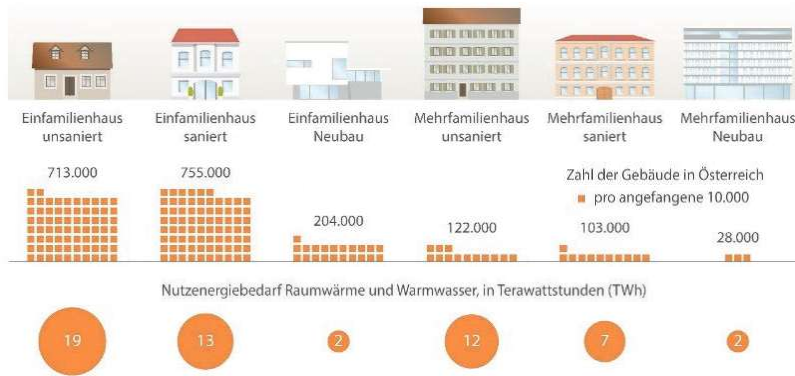 Einfamilienhaus
unsaniert
Einfamilienhaus
saniert
Einfamilienhaus
Neubau
Mehrfamilienhaus
unsaniert
Mehrfamilienhaus
saniert
Mehrfamilienhaus
Neubau
713.000
755.000
204.000
122.000
103.000
28.000
Zahl der Gebäude in Österreich
pro angefangene 10.000
Nutzenergiebedarf Raumwärme und Warmwasser, in Terawattstunden (TWh)
19
13
2
12
7
2